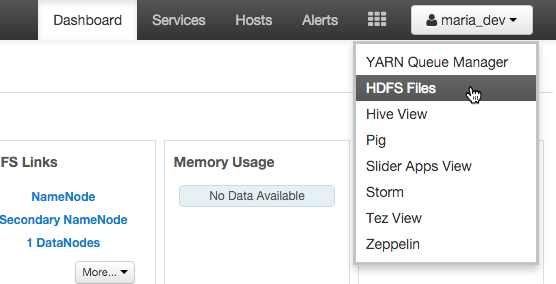 Dashboard Services Hosts Alerts maria_dev
YARN Queue Manager
HDFS Files
Hive View
Pig
Slider Apps View
Storm
Tez View
Zeppelin
FS Links
NameNode
Secondary NameNode
1 DataNodes
More...
Memory Usage
No Data Available